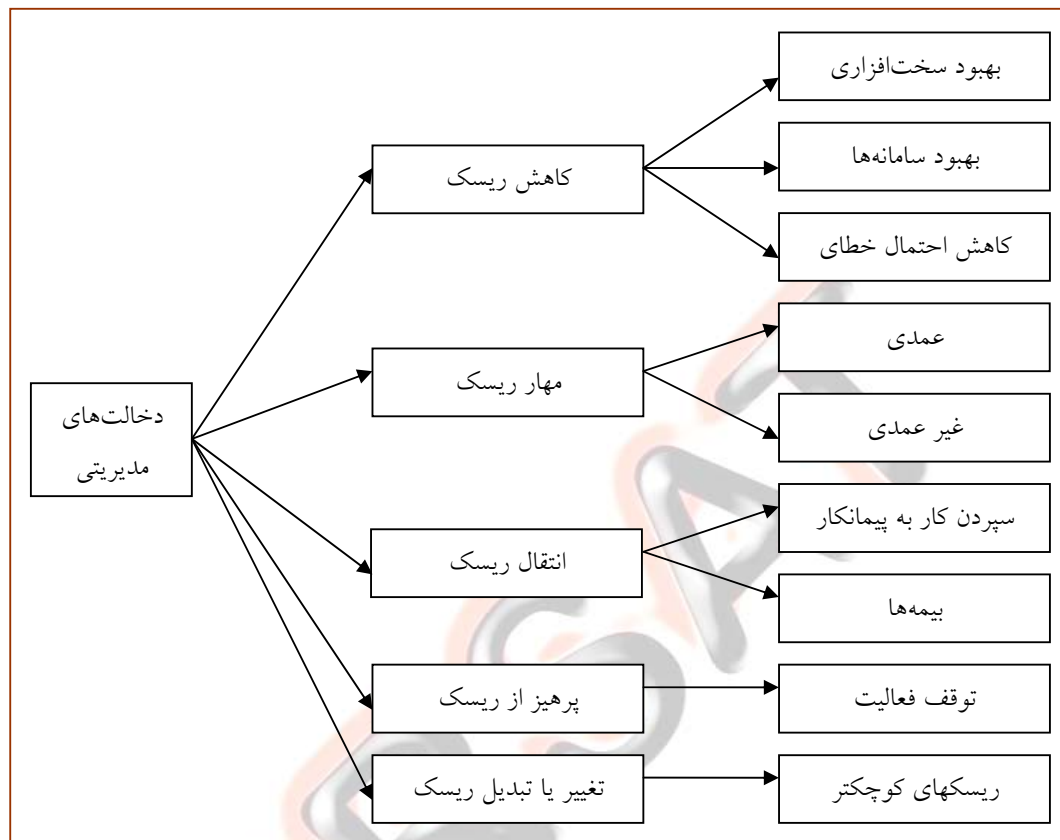 دخالت‌های
مدیریتی
کاهش ریسک
بهبود سخت‌افزاری
بهبود سامانه‌ها
کاهش احتمال خطای
مهار ریسک
عمدی
غیر عمدی
انتقال ریسک
سپردن کار به پیمانکار
بیمه‌ها
پرهیز از ریسک
توقف فعالیت
تغییر یا تبدیل ریسک
ریسکهای کوچکتر